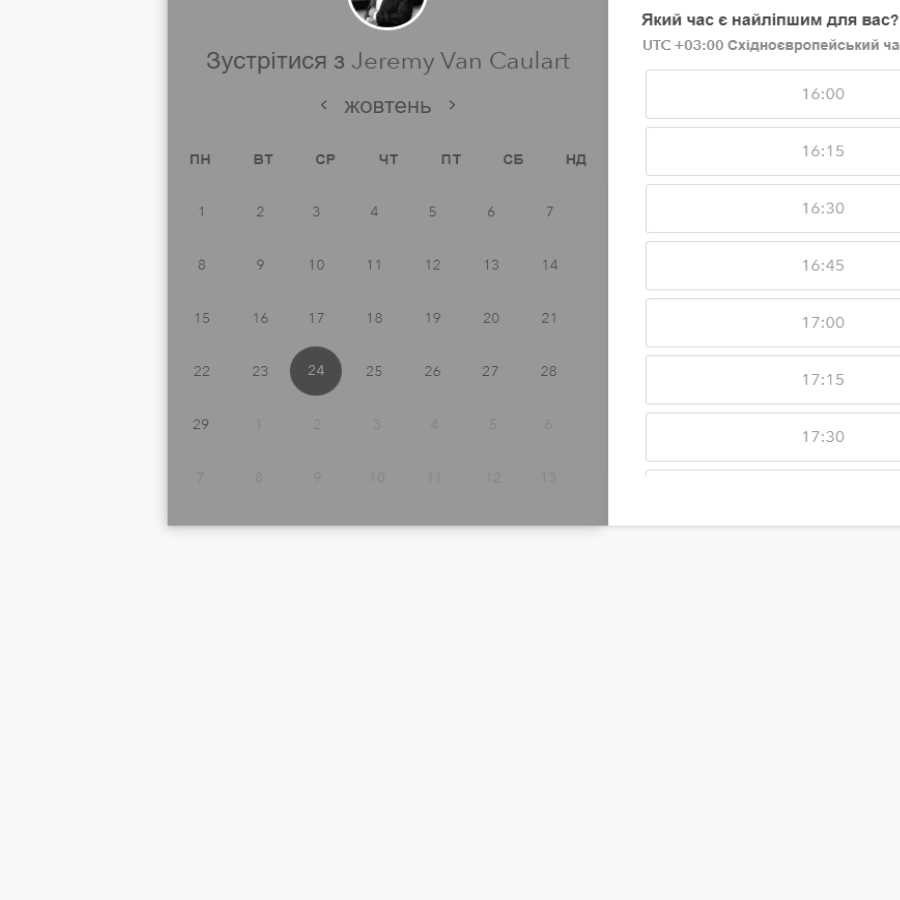 Зустрітися з Jeremy Van Caulart
жовтень
ПН ВТ СР ЧТ ПТ СБ НД
1 2 3 4 5 6 7
8 9 10 11 12 13 14
15 16 17 18 19 20 21
22 23 24 25 26 27 28
29 1 2 3 4 5 6
7 8 9 10 11 12 13
Який час є найліпшим для вас?
UTC +03:00 Східноєвропейський ча
16:00
16:15
16:30
16:45
17:00
17:15
17:30